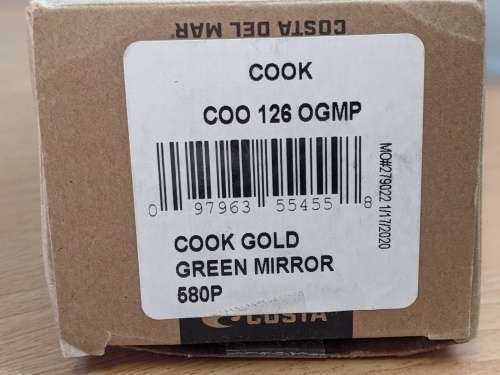 COSTA DEL MAR
COOK
COO 126 OGMP
0 97963 55455 8
MO#279022 1/17/2020
COOK GOLD
GREEN MIRROR
580P
COSTA